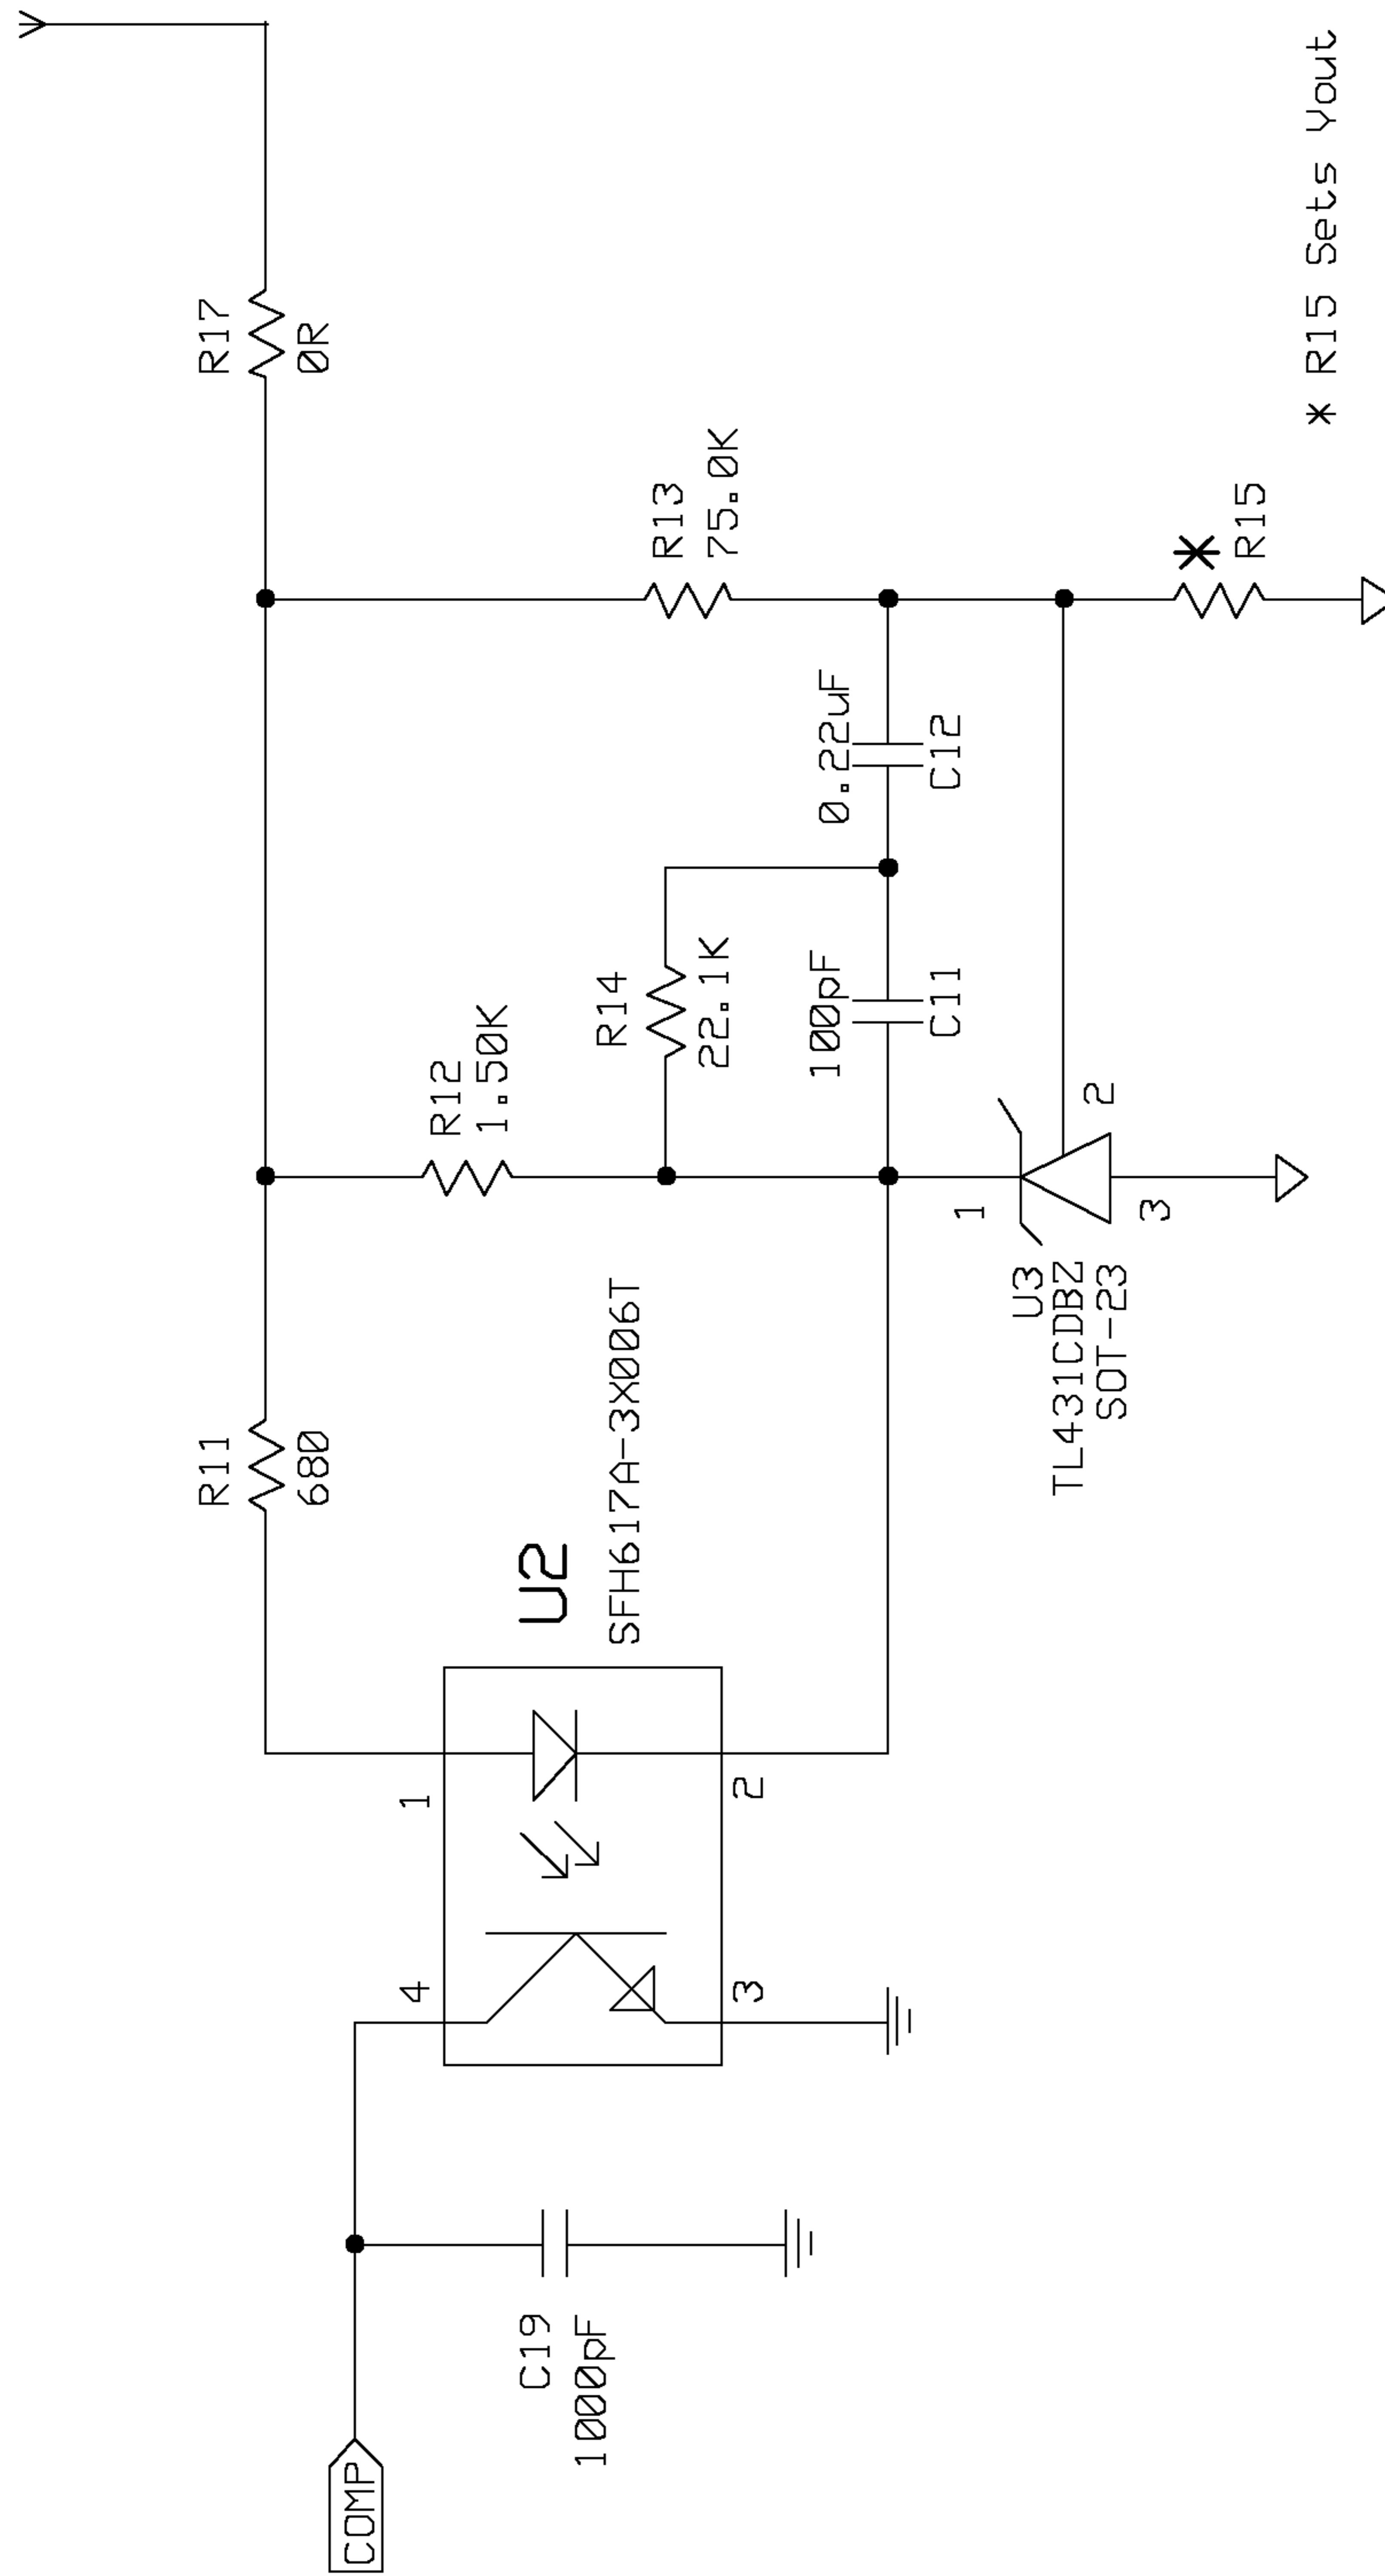 R17
0R
R11
680
R12
1.50K
R13
75.0K
R14
22.1K
0.22uF
C12
100pF
C11
COMP
C19
1000pF
4
1
U2
SFH617A-3X006T
3
2
1
2
3
U3
TL431CDBZ
SOT-23
*
R15
* R15 Sets Vout